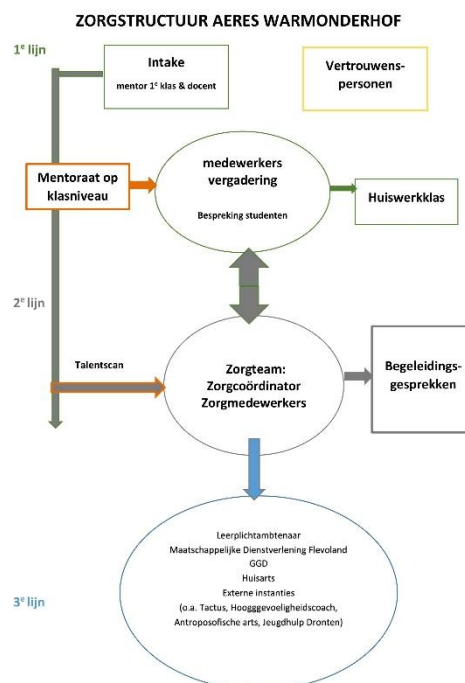 ZORGSTRUCTUUR AERES WARMONDERHOF
1e lijn
Intake
mentor 1e klas & docent
Vertrouwens-
personen
Mentoraat op
klasniveau
medewerkers
vergadering
Bespreking studenten
Huiswerkklas
2e lijn
Talentscan
Zorgteam:
Zorgcoördinator
Zorgmedewerkers
Begeleidings-
gesprekken
3e lijn
Leerplichtambtenaar
Maatschappelijke Dienstverlening Flevoland
GGD
Huisarts
Externe instanties
(o.a. Tactus, Hoogggevoeligheidscoach,
Antroposofische arts, Jeugdhulp Dronten)